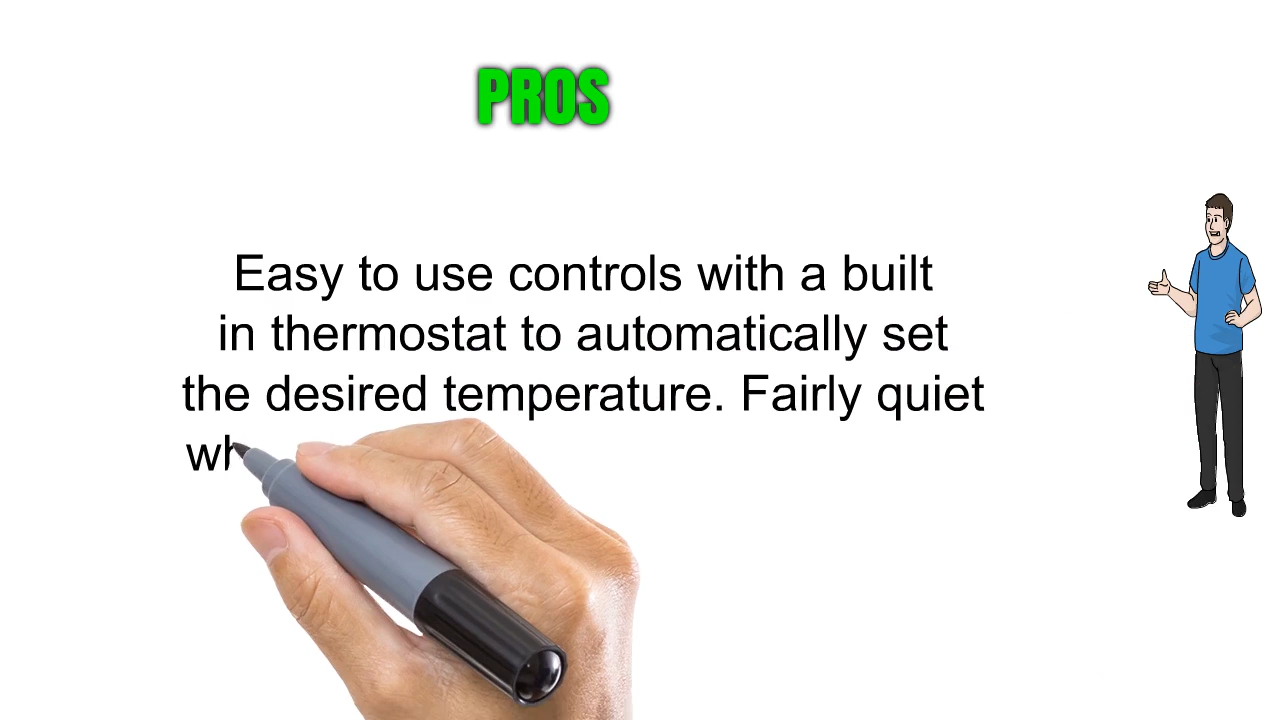 PROS
Easy to use controls with a built
in thermostat to automatically set
the desired temperature. Fairly quiet